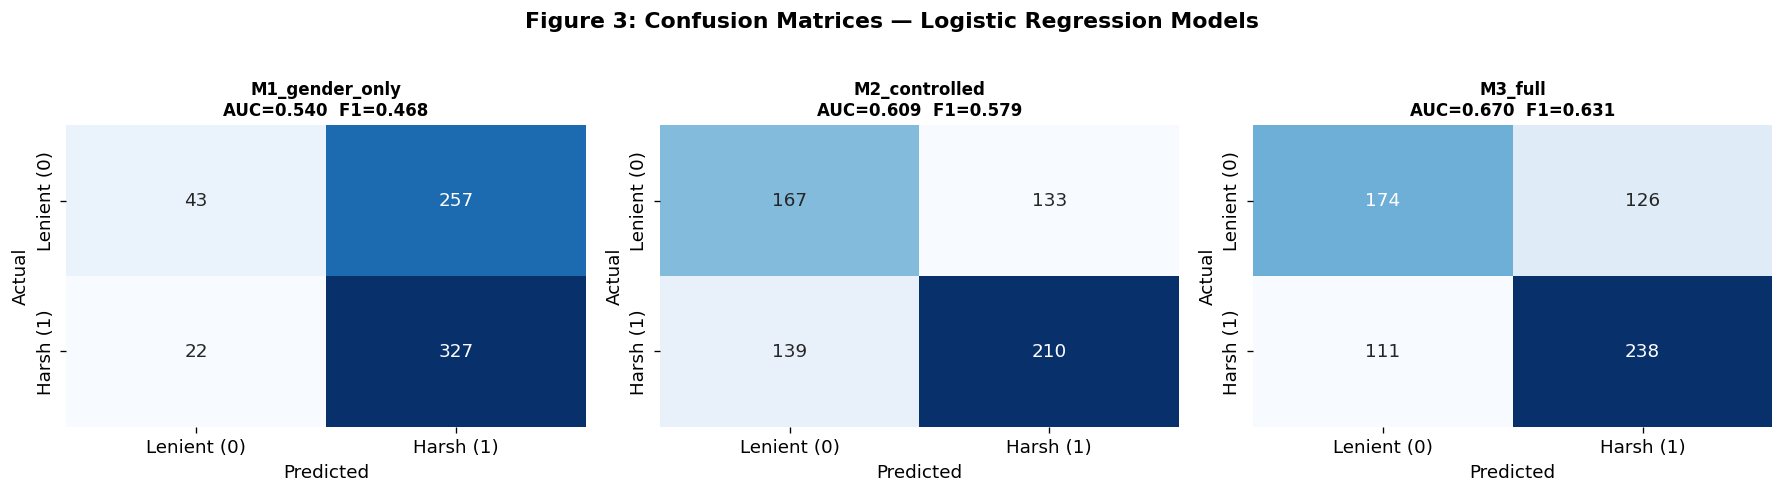 Figure 3: Confusion Matrices — Logistic Regression Models
M1_gender_only
AUC=0.540  F1=0.468
Actual
Lenient (0)
Harsh (1)
43
257
22
327
Lenient (0)
Harsh (1)
Predicted
M2_controlled
AUC=0.609  F1=0.579
Actual
Lenient (0)
Harsh (1)
167
133
139
210
Lenient (0)
Harsh (1)
Predicted
M3_full
AUC=0.670  F1=0.631
Actual
Lenient (0)
Harsh (1)
174
126
111
238
Lenient (0)
Harsh (1)
Predicted